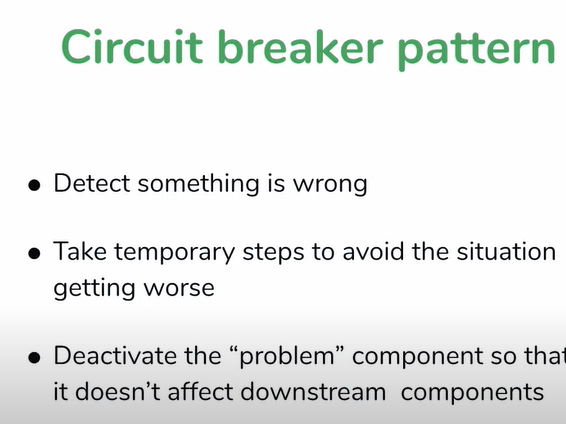 Circuit breaker pattern
● Detect something is wrong
● Take temporary steps to avoid the situation
getting worse
● Deactivate the “problem” component so that
it doesn’t affect downstream  components